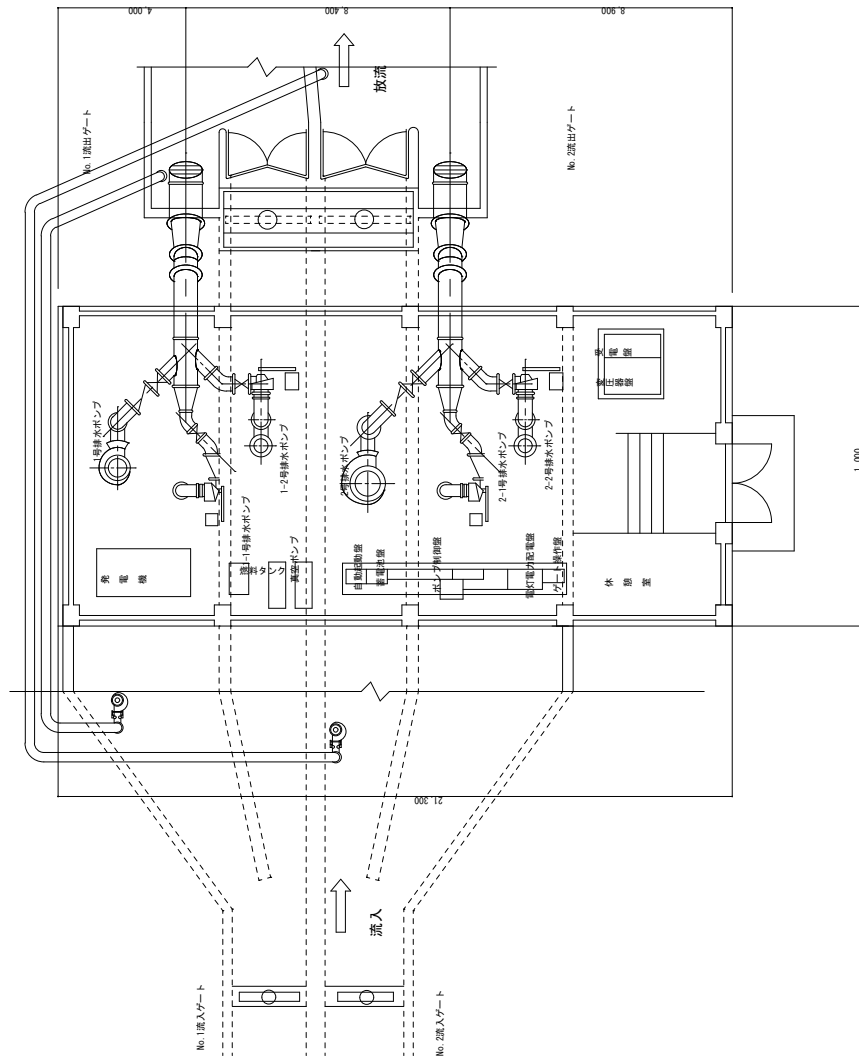 4,000
8,400
8,900
放流
No.1流出ゲート
No.2流出ゲート
受電盤
変圧器盤
1号排水ポンプ
1-2号排水ポンプ
2号排水ポンプ
2-1号排水ポンプ
2-2号排水ポンプ
-1号排水ポンプ
発電機
燃料タンク
真空ポンプ
自動起動盤
蓄電池盤
ポンプ制御盤
電灯電力配電盤
ゲート操作盤
休憩室
21,300
流入
No.1流入ゲート
No.2流入ゲート